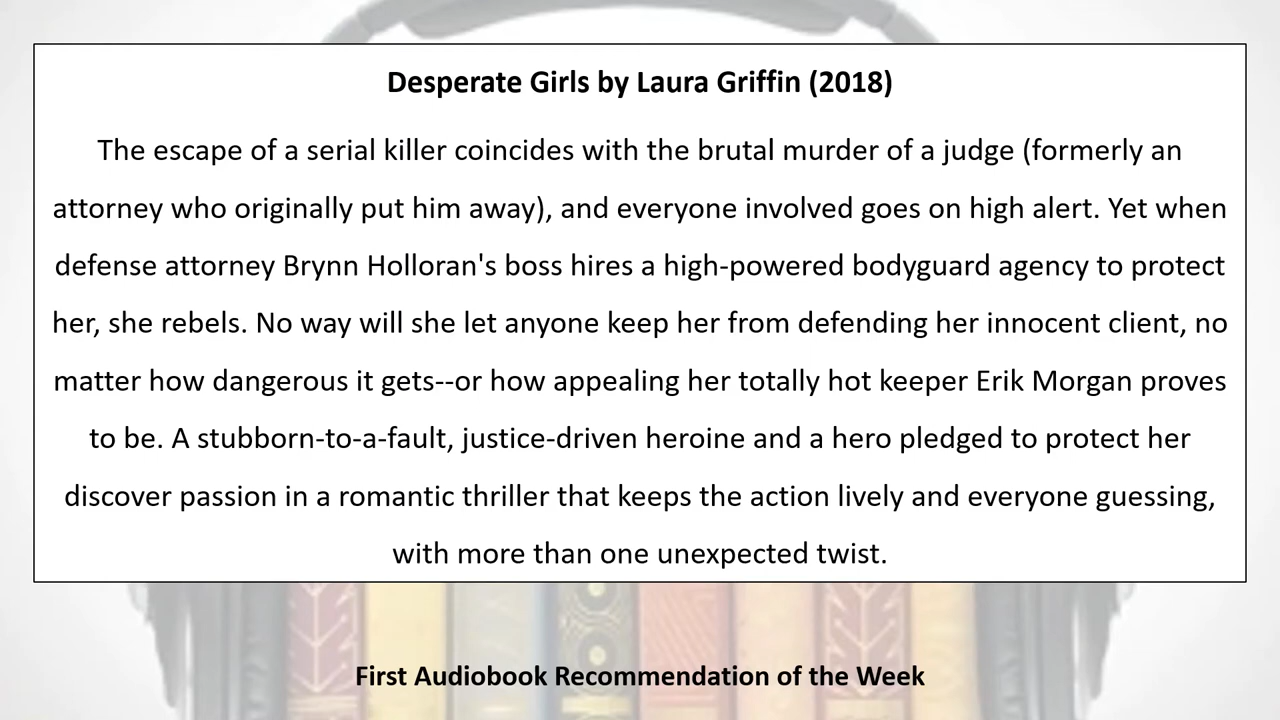 Desperate Girls by Laura Griffin (2018)
The escape of a serial killer coincides with the brutal murder of a judge (formerly an
attorney who originally put him away), and everyone involved goes on high alert. Yet when
defense attorney Brynn Holloran's boss hires a high-powered bodyguard agency to protect
her, she rebels. No way will she let anyone keep her from defending her innocent client, no
matter how dangerous it gets--or how appealing her totally hot keeper Erik Morgan proves
to be. A stubborn-to-a-fault, justice-driven heroine and a hero pledged to protect her
discover passion in a romantic thriller that keeps the action lively and everyone guessing,
with more than one unexpected twist.
First Audiobook Recommendation of the Week